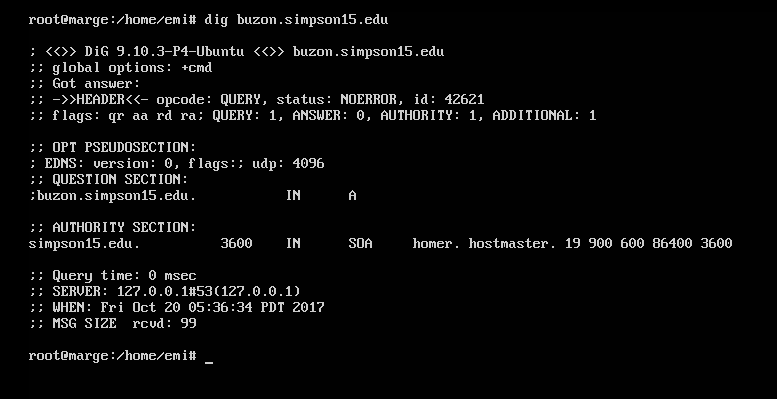 root@marge:/home/emi# dig buzon.simpson15.edu
; <<>> DiG 9.10.3-P4-Ubuntu <<>> buzon.simpson15.edu
;; global options: +cmd
;; Got answer:
;; ->>HEADER<<- opcode: QUERY, status: NOERROR, id: 42621
;; flags: qr aa rd ra; QUERY: 1, ANSWER: 0, AUTHORITY: 1, ADDITIONAL: 1
;; OPT PSEUDOSECTION:
; EDNS: version: 0, flags:; udp: 4096
;; QUESTION SECTION:
;buzon.simpson15.edu. IN A
;; AUTHORITY SECTION:
simpson15.edu. 3600 IN SOA homer. hostmaster. 19 900 600 86400 3600
;; Query time: 0 msec
;; SERVER: 127.0.0.1#53(127.0.0.1)
;; WHEN: Fri Oct 20 05:36:34 PDT 2017
;; MSG SIZE rcvd: 99
root@marge:/home/emi# _